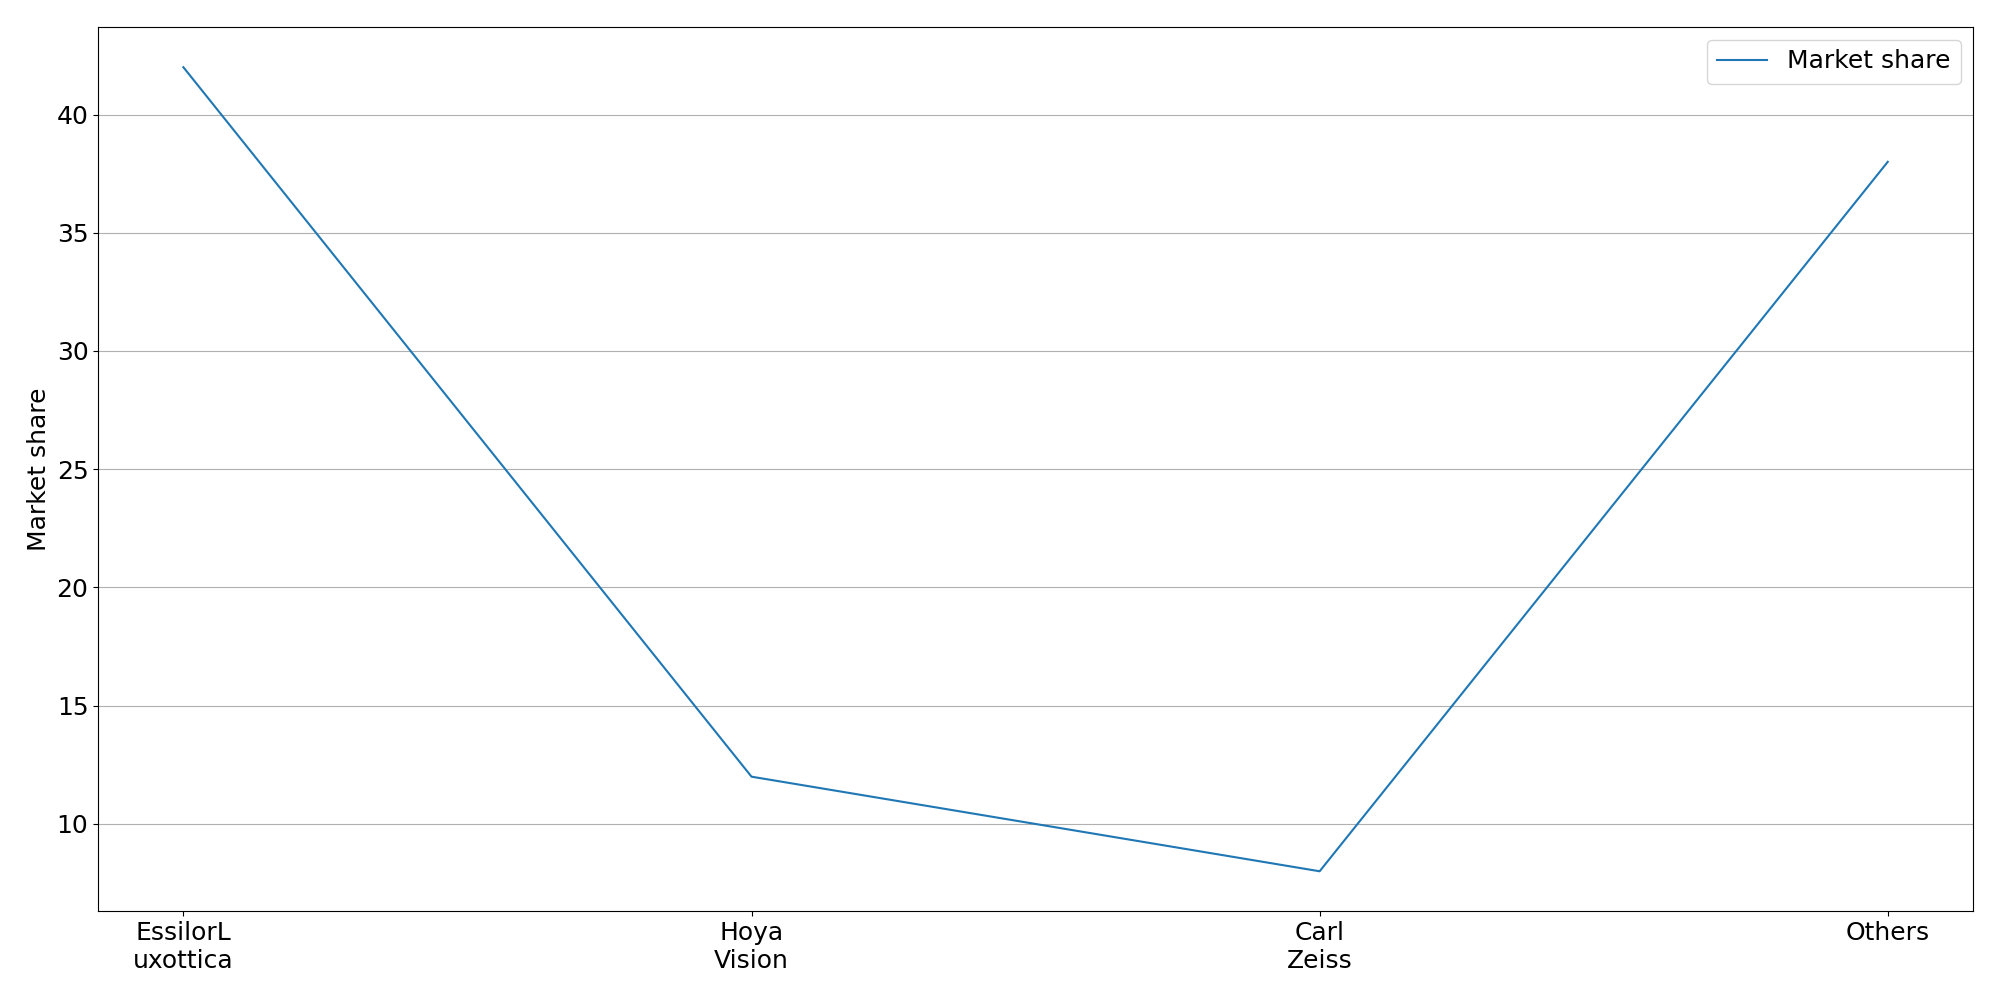 Market share
40
35
30
25
20
15
10
Market share
EssilorL
uxottica
Hoya
Vision
Carl
Zeiss
Others